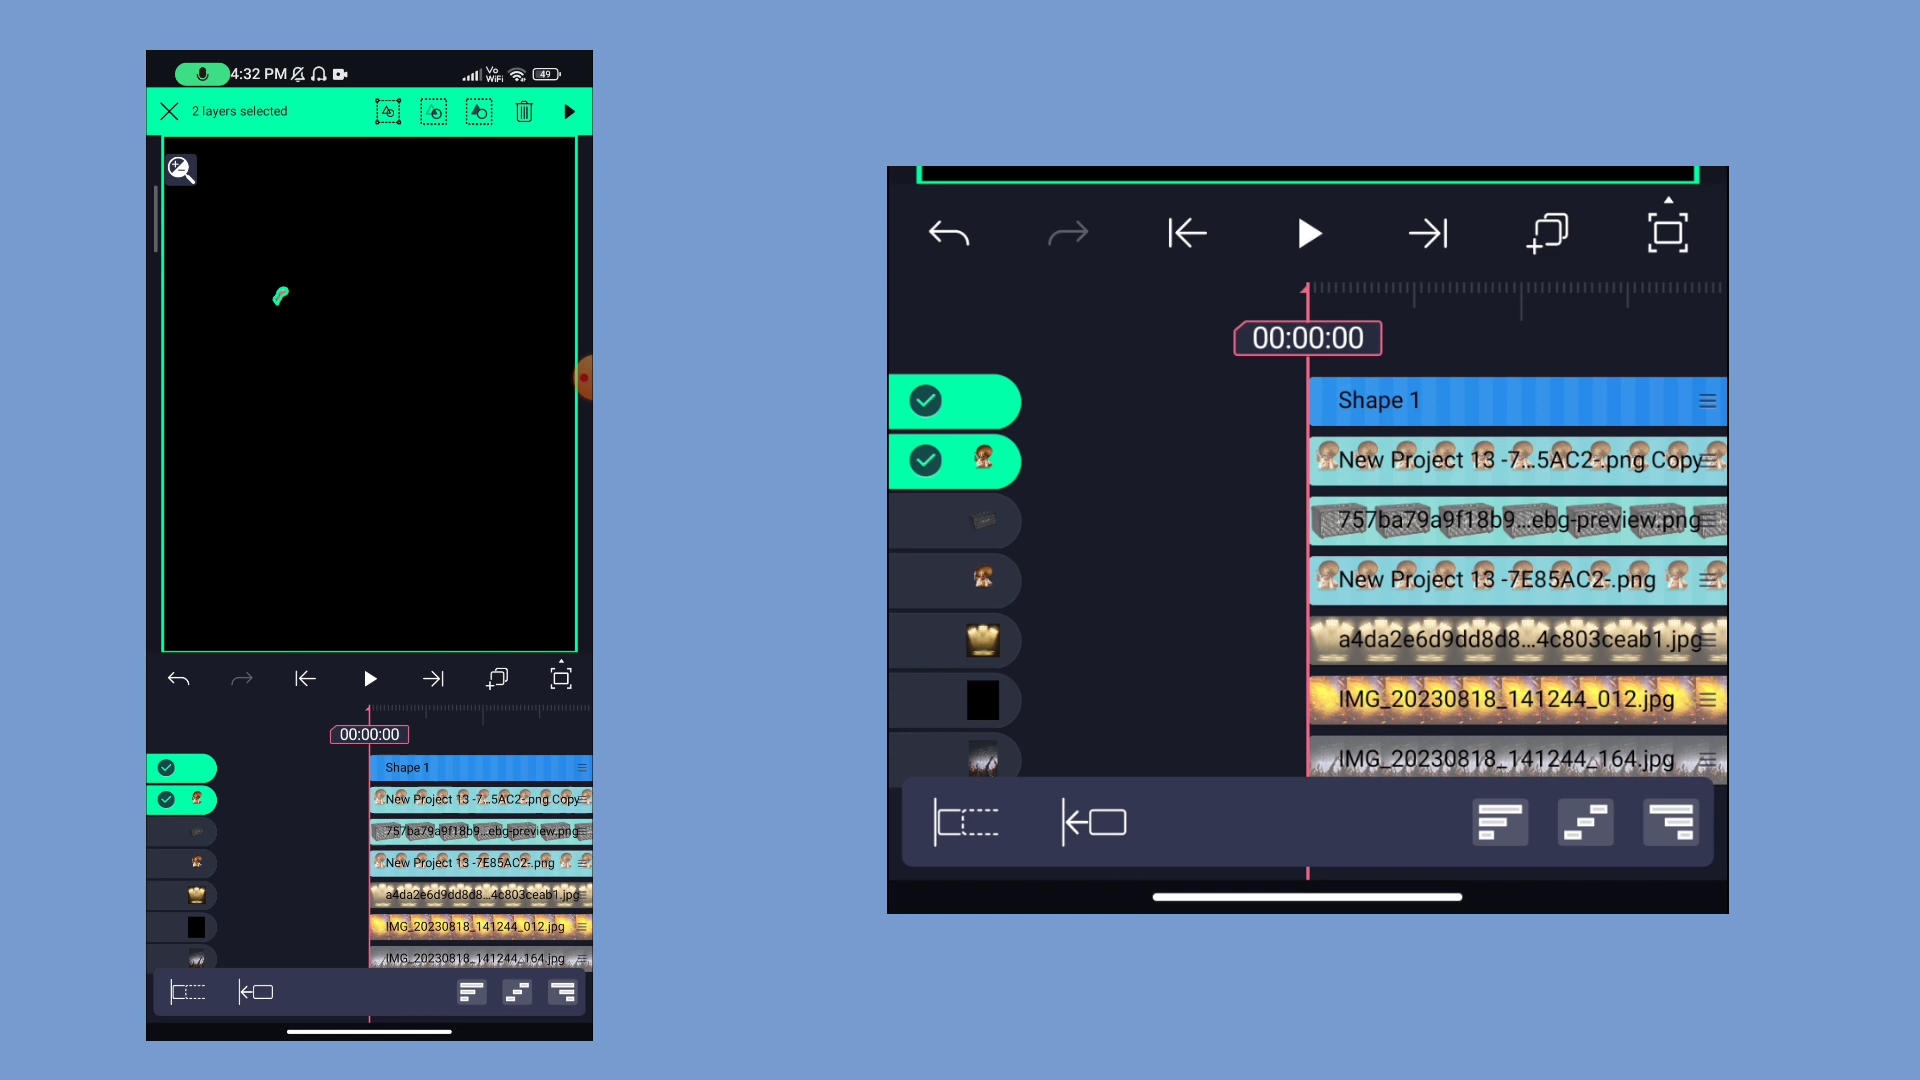 4:32 PM
Vo
WiFi
49
2 layers selected
00:00:00
Shape 1
New Project 13 -7...5AC2-.png Copy
757ba79a9f18b9...ebg-preview.png
New Project 13 -7E85AC2-.png
a4da2e6d9dd8d8...4c803ceab1.jpg
IMG_20230818_141244_012.jpg
IMG_20230818_141244_164.jpg
00:00:00
Shape 1
New Project 13 -7...5AC2-.png Copy
757ba79a9f18b9...ebg-preview.png
New Project 13 -7E85AC2-.png
a4da2e6d9dd8d8...4c803ceab1.jpg
IMG_20230818_141244_012.jpg
IMG_20230818_141244_164.jpg